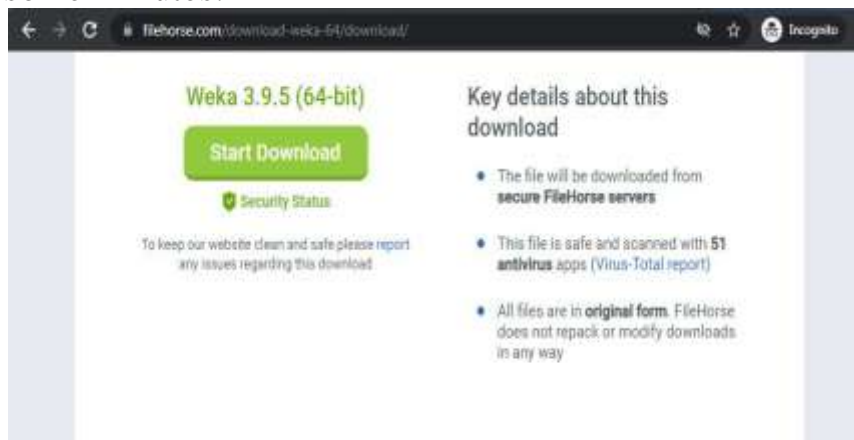 filehorse.com/download-weka-64/download/
Incognito
Weka 3.9.5 (64-bit)
Start Download
Security Status
To keep our website clean and safe please report
any issues regarding this download
Key details about this
download
The file will be downloaded from
secure FileHorse servers
This file is safe and scanned with 51
antivirus apps (Virus-Total report)
All files are in original form. FileHorse
does not repack or modify downloads
in any way